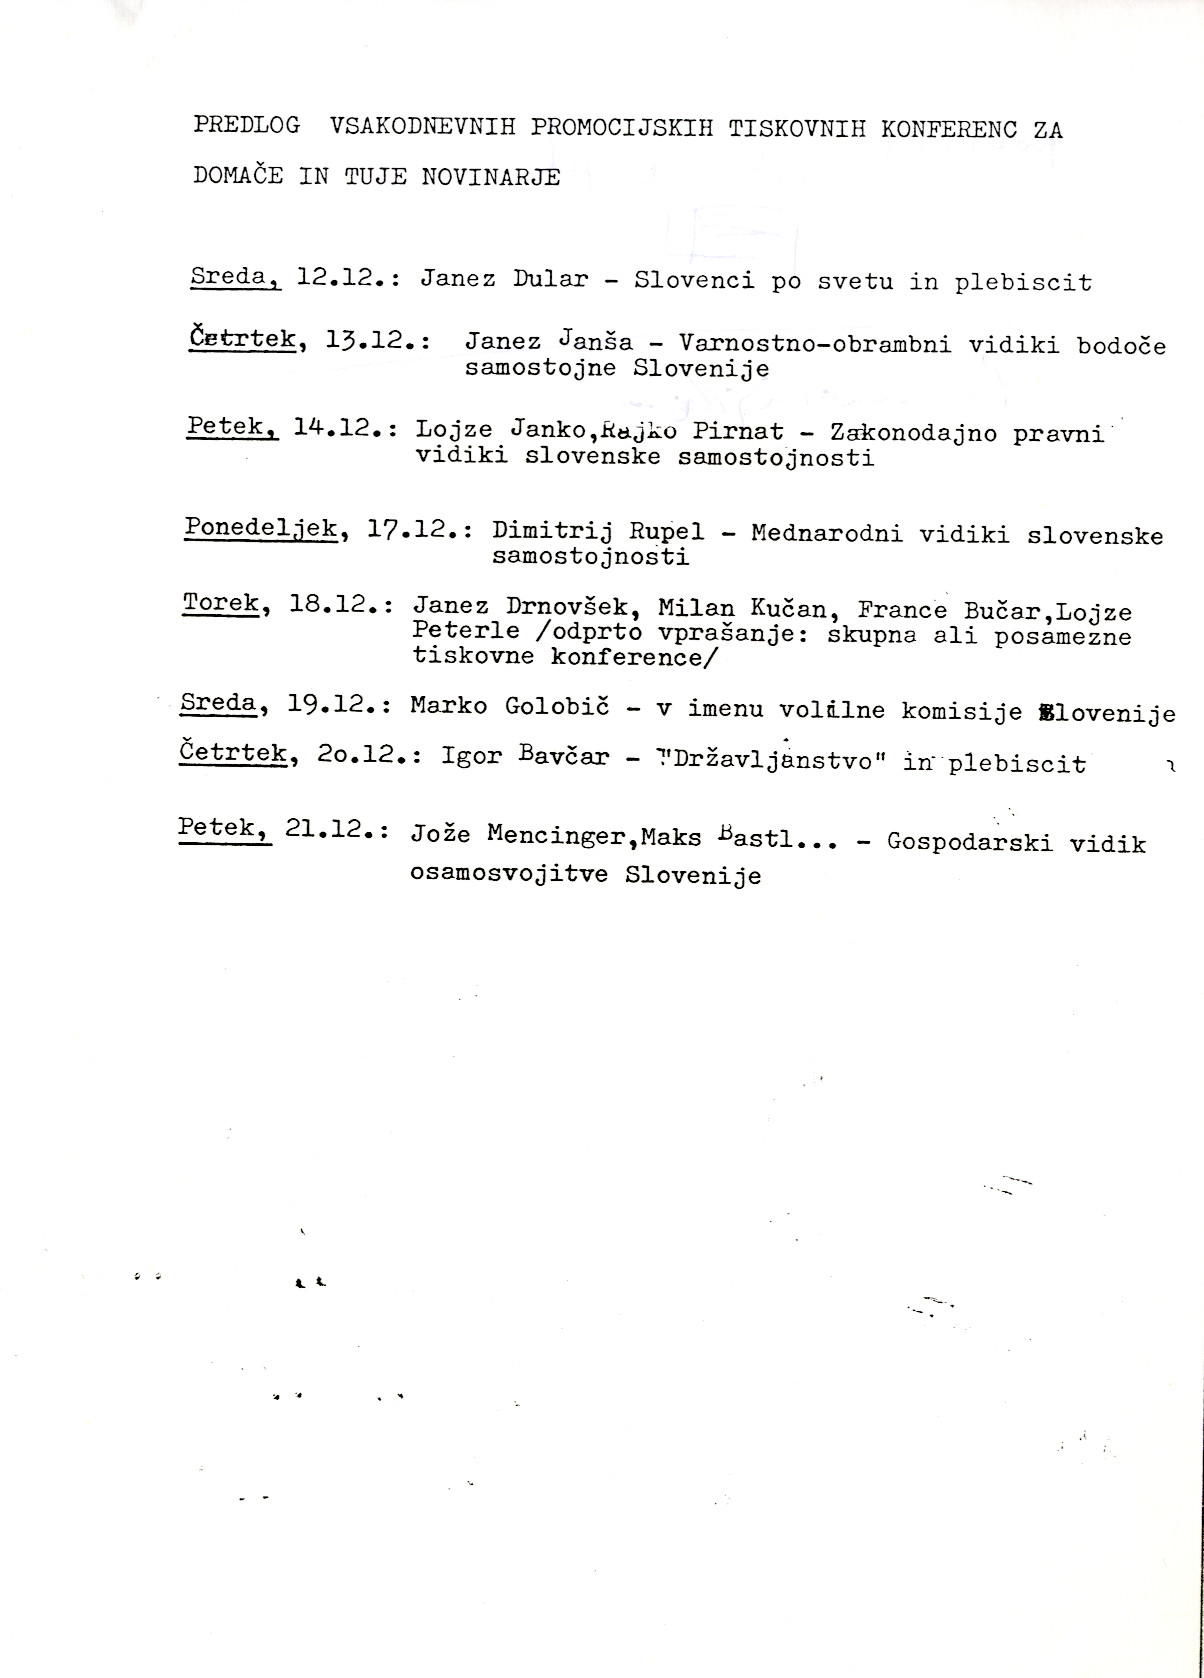 PREDLOG VSAKODNEVNIH PROMOCIJSKIH TISKOVNIH KONFERENC ZA
DOMAČE IN TUJE NOVINARJE
Sreda, 12.12.: Janez Dular - Slovenci po svetu in plebiscit
Četrtek, 13.12.: Janez Janša - Varnostno-obrambni vidiki bodoče
samostojne Slovenije
Petek, 14.12.: Lojze Janko,Rajko Pirnat - Zakonodajno pravni
vidiki slovenske samostojnosti
Ponedeljek, 17.12.: Dimitrij Rupel - Mednarodni vidiki slovenske
samostojnosti
Torek, 18.12.: Janez Drnovšek, Milan Kučan, France Bučar,Lojze
Peterle /odprto vprašanje: skupna ali posamezne
tiskovne konference/
Sreda, 19.12.: Marko Golobič - v imenu volilne komisije Slovenije
Četrtek, 2o.12.: Igor Bavčar - "Državljanstvo" in plebiscit
Petek, 21.12.: Jože Mencinger,Maks Bastl... - Gospodarski vidik
osamosvojitve Slovenije